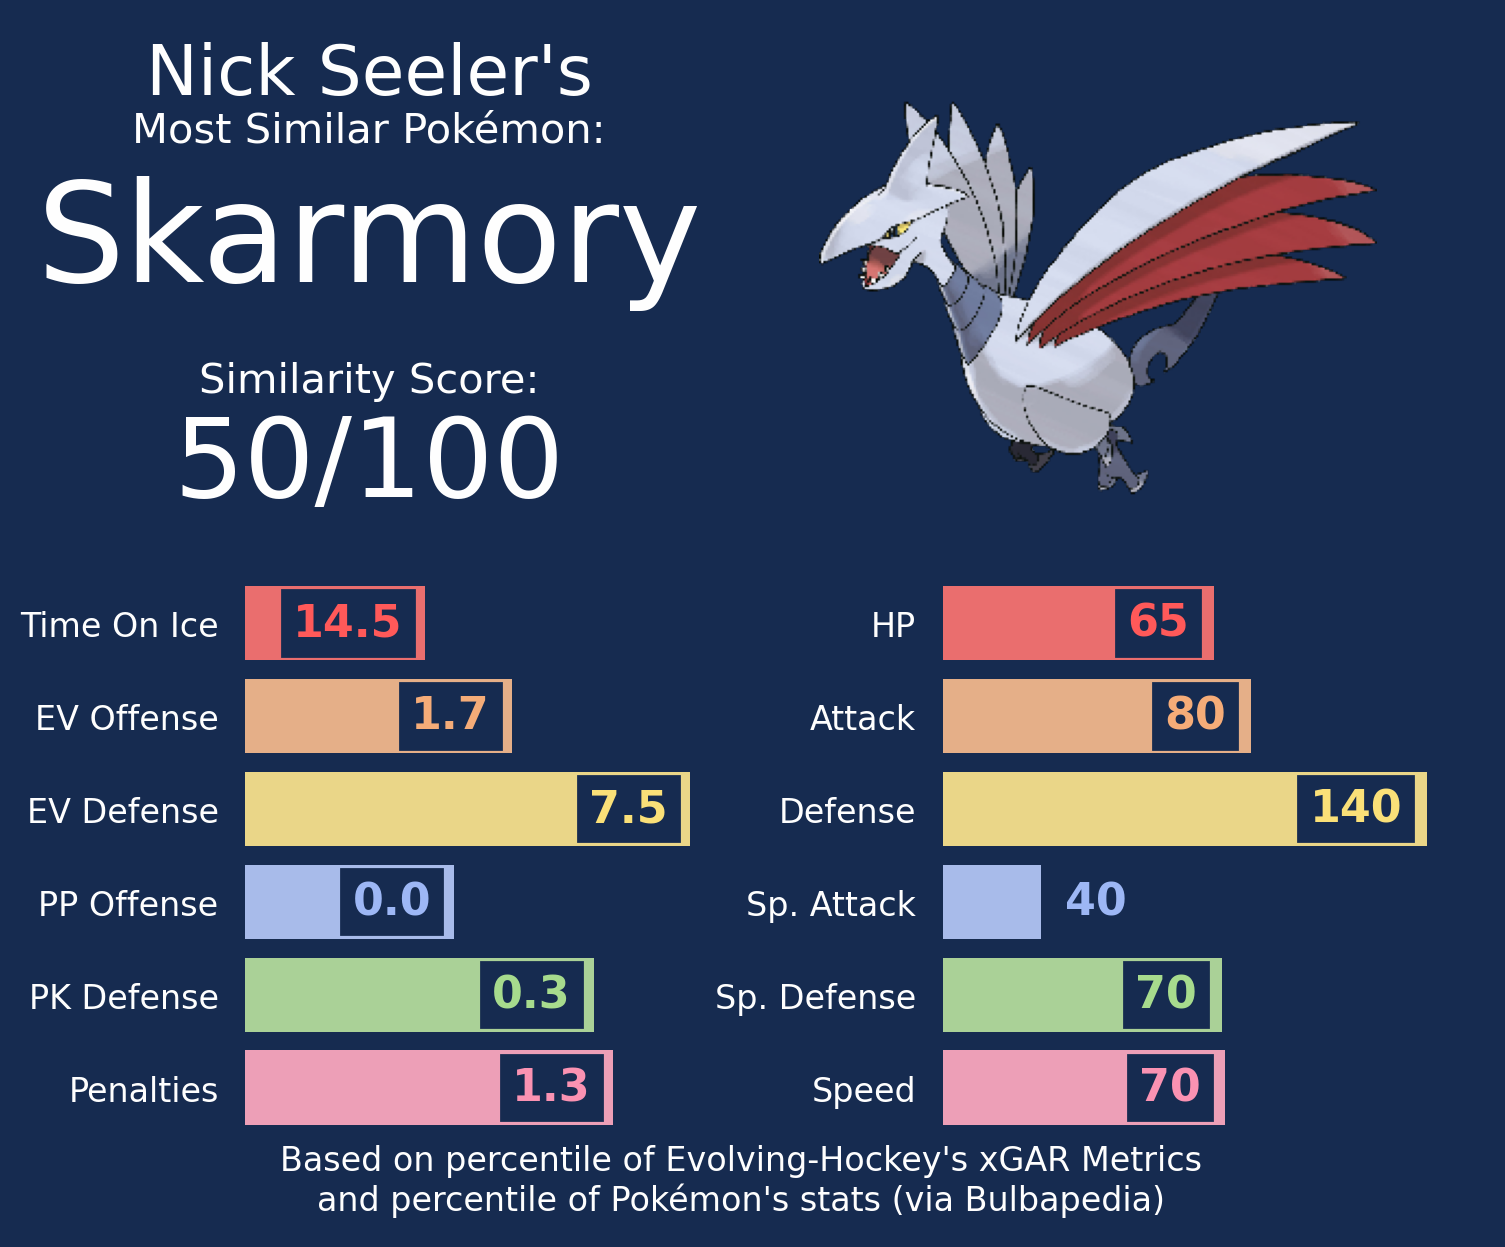 Nick Seeler's
Most Similar Pokémon:
Skarmory
Similarity Score:
50/100
Time On Ice 14.5
EV Offense 1.7
EV Defense 7.5
PP Offense 0.0
PK Defense 0.3
Penalties 1.3
HP 65
Attack 80
Defense 140
Sp. Attack 40
Sp. Defense 70
Speed 70
Based on percentile of Evolving-Hockey's xGAR Metrics
and percentile of Pokémon's stats (via Bulbapedia)